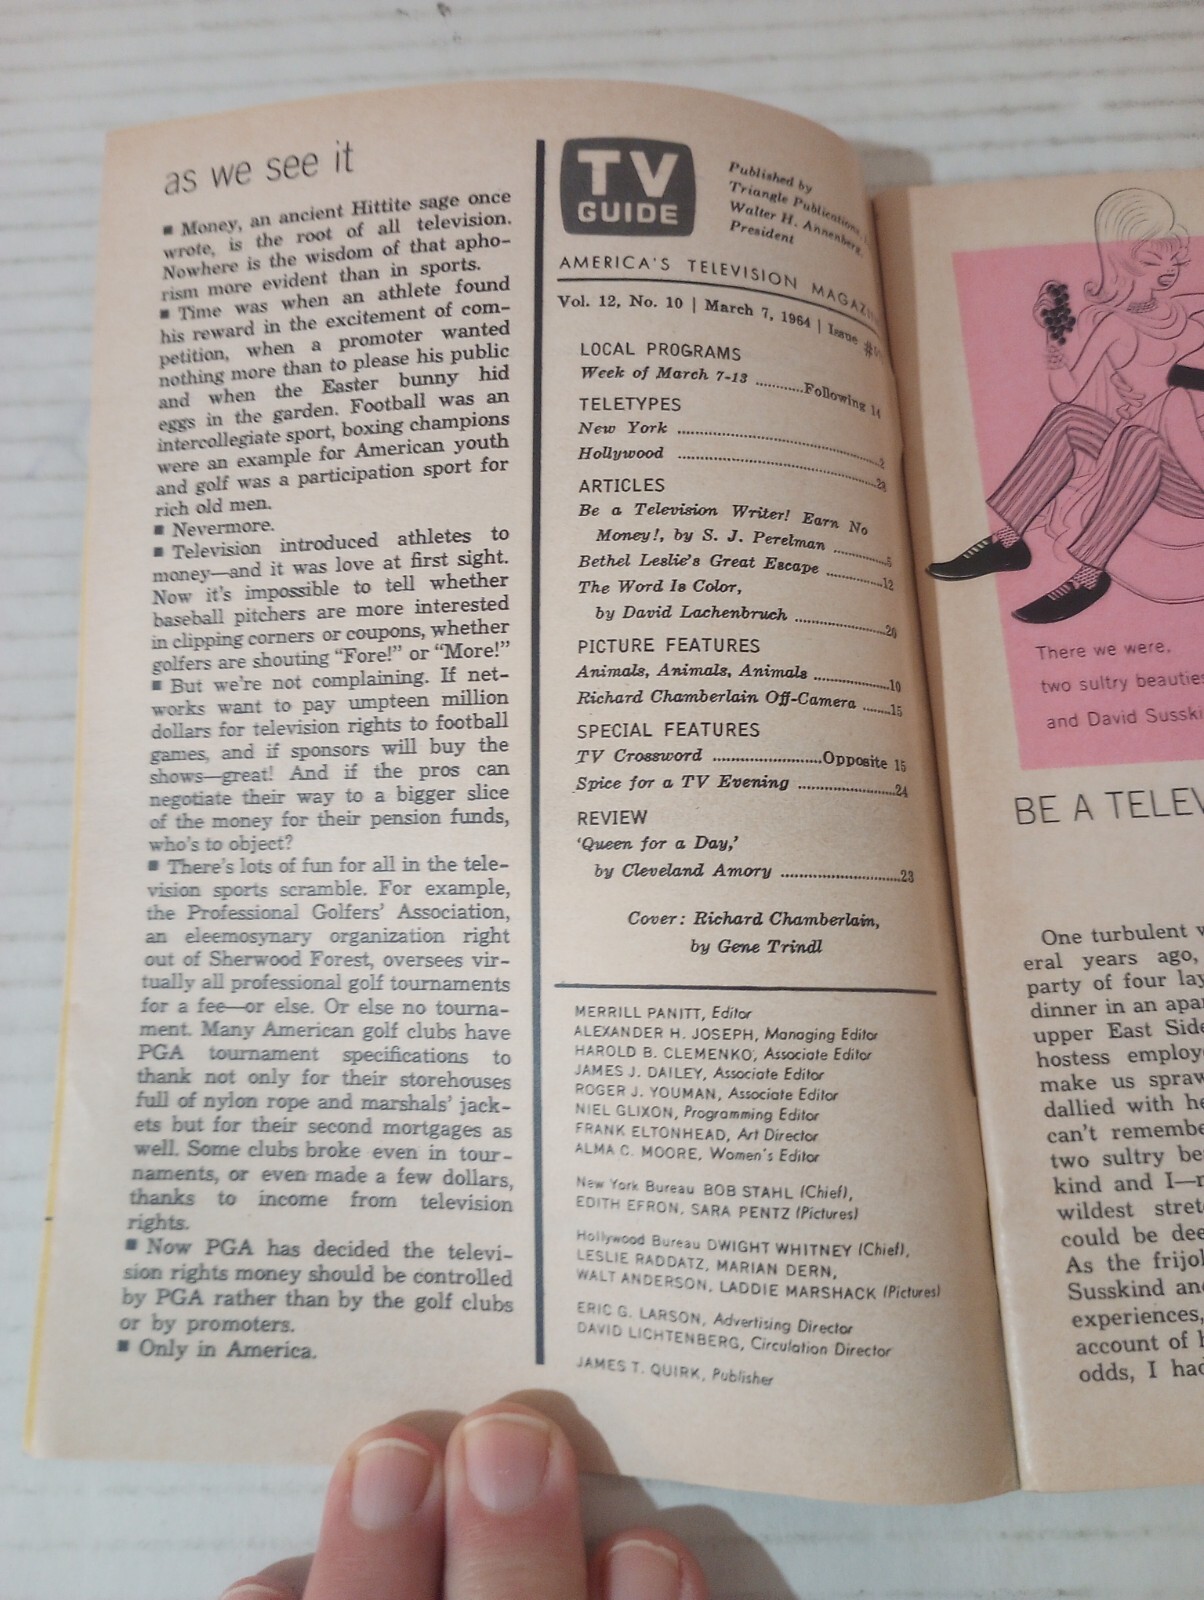 as we see it
■ Money, an ancient Hittite sage once
wrote, is the root of all television.
Nowhere is the wisdom of that apho-
rism more evident than in sports.
■ Time was when an athlete found
his reward in the excitement of com-
petition, when a promoter wanted
nothing more than to please his public
and when the Easter bunny hid
eggs in the garden. Football was an
intercollegiate sport, boxing champions
were an example for American youth
and golf was a participation sport for
rich old men.
■ Nevermore.
■ Television introduced athletes to
money—and it was love at first sight.
Now it's impossible to tell whether
baseball pitchers are more interested
in clipping corners or coupons, whether
golfers are shouting “Fore!” or “More!”
■ But we're not complaining. If net-
works want to pay umpteen million
dollars for television rights to football
games, and if sponsors will buy the
shows—great! And if the pros can
negotiate their way to a bigger slice
of the money for their pension funds,
who's to object?
■ There's lots of fun for all in the tele-
vision sports scramble. For example,
the Professional Golfers' Association,
an eleemosynary organization right
out of Sherwood Forest, oversees vir-
tually all professional golf tournaments
for a fee—or else. Or else no tourna-
ment. Many American golf clubs have
PGA tournament specifications to
thank not only for their storehouses
full of nylon rope and marshals' jack-
ets but for their second mortgages as
well. Some clubs broke even in tour-
naments, or even made a few dollars,
thanks to income from television
rights.
■ Now PGA has decided the televi-
sion rights money should be controlled
by PGA rather than by the golf clubs
or by promoters.
■ Only in America.
TV
GUIDE
Published by
Triangle Publications,
Walter H. Annenberg,
President
AMERICA'S TELEVISION MAGAZINE
Vol. 12, No. 10 | March 7, 1964 | Issue
LOCAL PROGRAMS
Week of March 7-13 ...........Following 14
TELETYPES
New York ........................................2
Hollywood ........................................28
ARTICLES
Be a Television Writer! Earn No
Money!, by S. J. Perelman ...........5
Bethel Leslie's Great Escape ...........12
The Word Is Color,
by David Lachenbruch ..................20
PICTURE FEATURES
Animals, Animals, Animals ..............10
Richard Chamberlain Off-Camera .......15
SPECIAL FEATURES
TV Crossword ......................Opposite 15
Spice for a TV Evening ....................24
REVIEW
‘Queen for a Day,’
by Cleveland Amory .........................23
Cover: Richard Chamberlain,
by Gene Trindl
MERRILL PANITT, Editor
ALEXANDER H. JOSEPH, Managing Editor
HAROLD B. CLEMENKO, Associate Editor
JAMES J. DAILEY, Associate Editor
ROGER J. YOUMAN, Associate Editor
NIEL GLIXON, Programming Editor
FRANK ELTONHEAD, Art Director
ALMA C. MOORE, Women's Editor
New York Bureau BOB STAHL (Chief),
EDITH EFRON, SARA PENTZ (Pictures)
Hollywood Bureau DWIGHT WHITNEY (Chief),
LESLIE RADDATZ, MARIAN DERN,
WALT ANDERSON, LADDIE MARSHACK (Pictures)
ERIC G. LARSON, Advertising Director
DAVID LICHTENBERG, Circulation Director
JAMES T. QUIRK, Publisher
There we were,
two sultry beauties
and David Susski
BE A TELEV
One turbulent
eral years ago,
party of four lay
dinner in an apa
upper East Side
hostess employ
make us spraw
dallied with he
can't remembe
two sultry be
kind and I—
wildest stret
could be dee
As the frijol
Susskind an
experiences,
account of
odds, I had